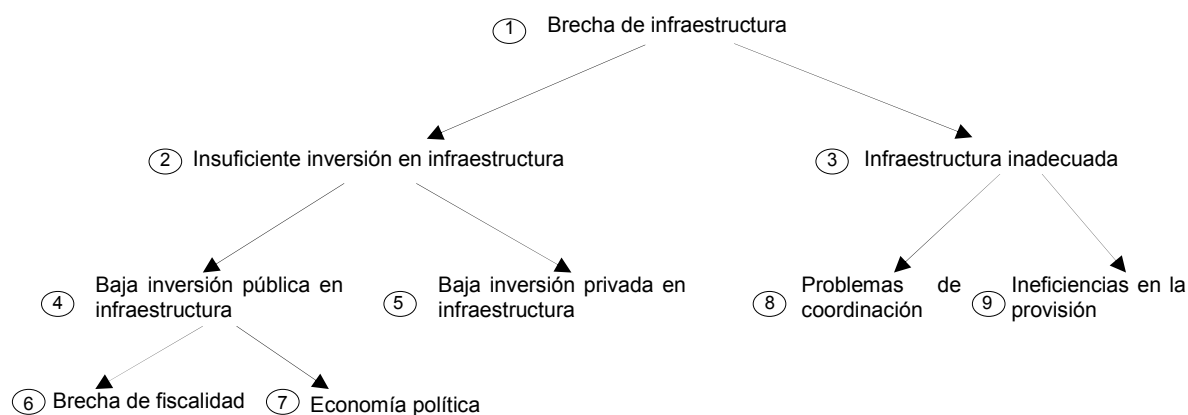 1 Brecha de infraestructura
2 Insuficiente inversión en infraestructura
3 Infraestructura inadecuada
4 Baja inversión pública en
infraestructura
5 Baja inversión privada en
infraestructura
8 Problemas de
coordinación
9 Ineficiencias en la
provisión
6 Brecha de fiscalidad
7 Economía política